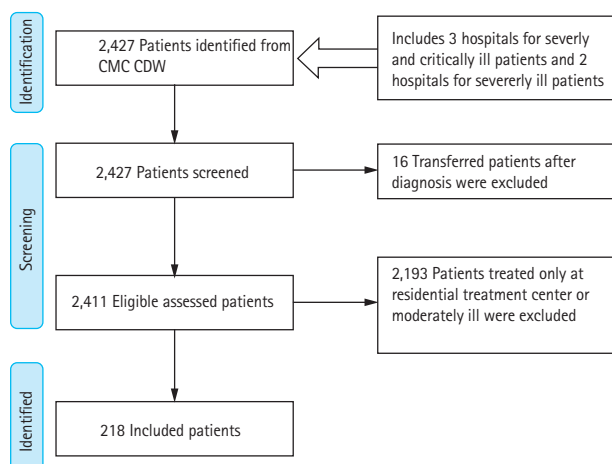 Identification
2,427 Patients identified from
CMC CDW
Includes 3 hospitals for severly
and critically ill patients and 2
hospitals for severerly ill patients
Screening
2,427 Patients screened
16 Transferred patients after
diagnosis were excluded
2,411 Eligible assessed patients
2,193 Patients treated only at
residential treatment center or
moderately ill were excluded
Identified
218 Included patients